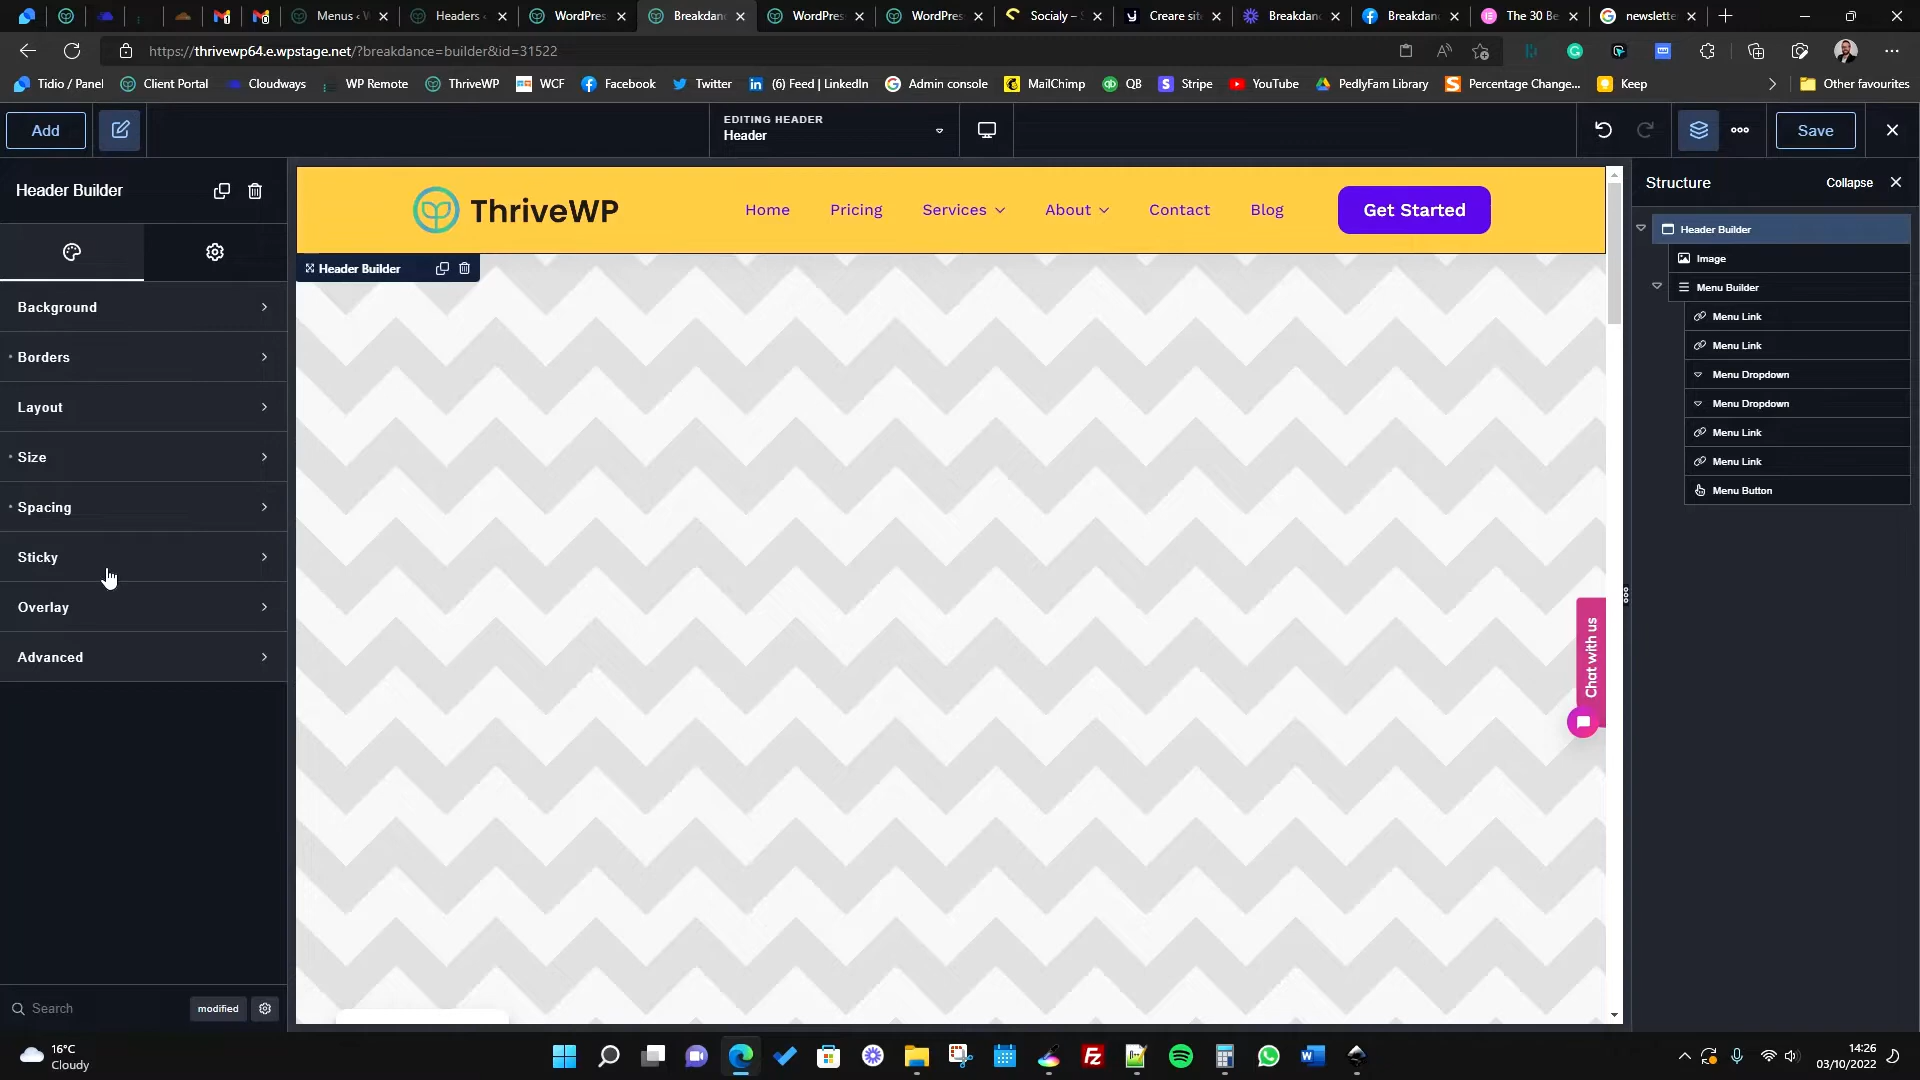 Menus ‹ W
Headers ‹
WordPres
Breakdan
WordPres
WordPres
Socialy – S
Creare sit
Breakdan
Breakdan
The 30 Be
newslette
https://thrivewp64.e.wpstage.net/?breakdance=builder&id=31522
Tidio / Panel
Client Portal
Cloudways
WP Remote
ThriveWP
WCF
Facebook
Twitter
(6) Feed | LinkedIn
Admin console
MailChimp
QB
Stripe
YouTube
PedlyFam Library
Percentage Change...
Keep
Other favourites
Add
EDITING HEADER
Header
Save
Header Builder
Background
Borders
Layout
Size
Spacing
Sticky
Overlay
Advanced
Search
modified
ThriveWP
Home
Pricing
Services
About
Contact
Blog
Get Started
Header Builder
Chat with us
Structure
Collapse
Header Builder
Image
Menu Builder
Menu Link
Menu Link
Menu Dropdown
Menu Dropdown
Menu Link
Menu Link
Menu Button
16°C
Cloudy
14:26
03/10/2022